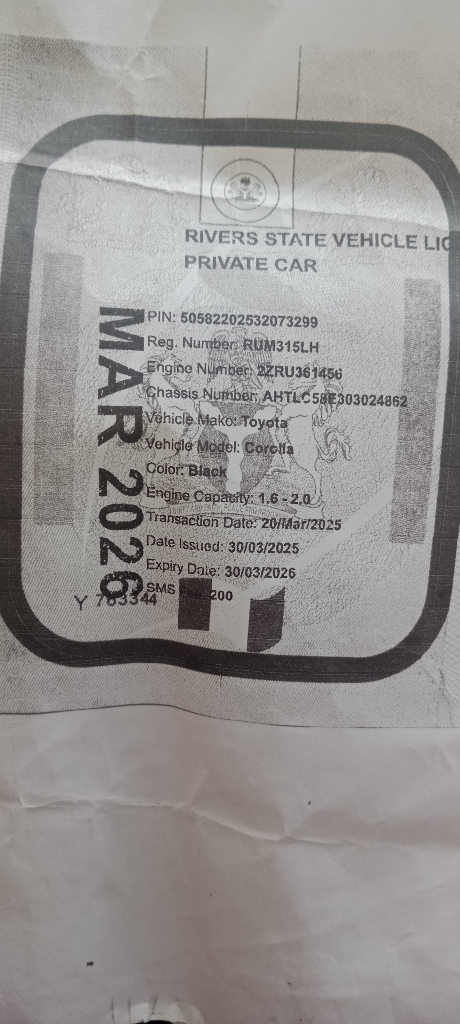 RIVERS STATE VEHICLE LIC
PRIVATE CAR
MAR 2026
PIN: 50582202532073299
Reg. Number: RUM315LH
Engine Number: 2ZRU361456
Chassis Number: AHTLC58E303024862
Vehicle Make: Toyota
Vehicle Model: Corolla
Color: Black
Engine Capacity: 1.6 - 2.0
Transaction Date: 20/Mar/2025
Date Issued: 30/03/2025
Expiry Date: 30/03/2026
SMS 200
Y 763344